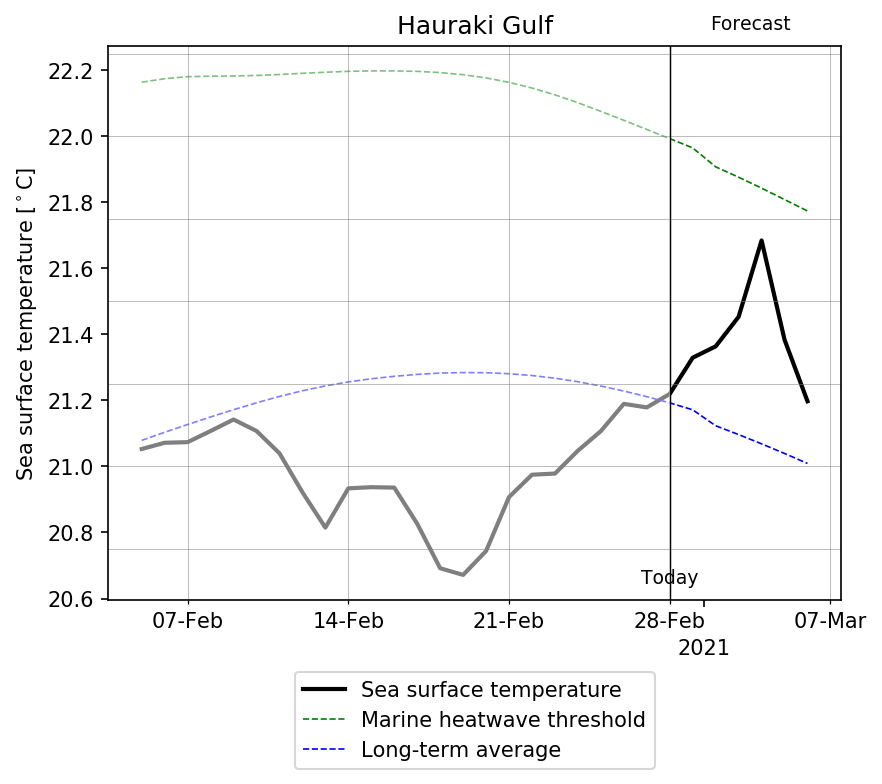 Hauraki Gulf
Forecast
Sea surface temperature [°C]
22.2
22.0
21.8
21.6
21.4
21.2
21.0
20.8
20.6
Today
07-Feb 14-Feb 21-Feb 28-Feb 07-Mar
2021
Sea surface temperature
Marine heatwave threshold
Long-term average